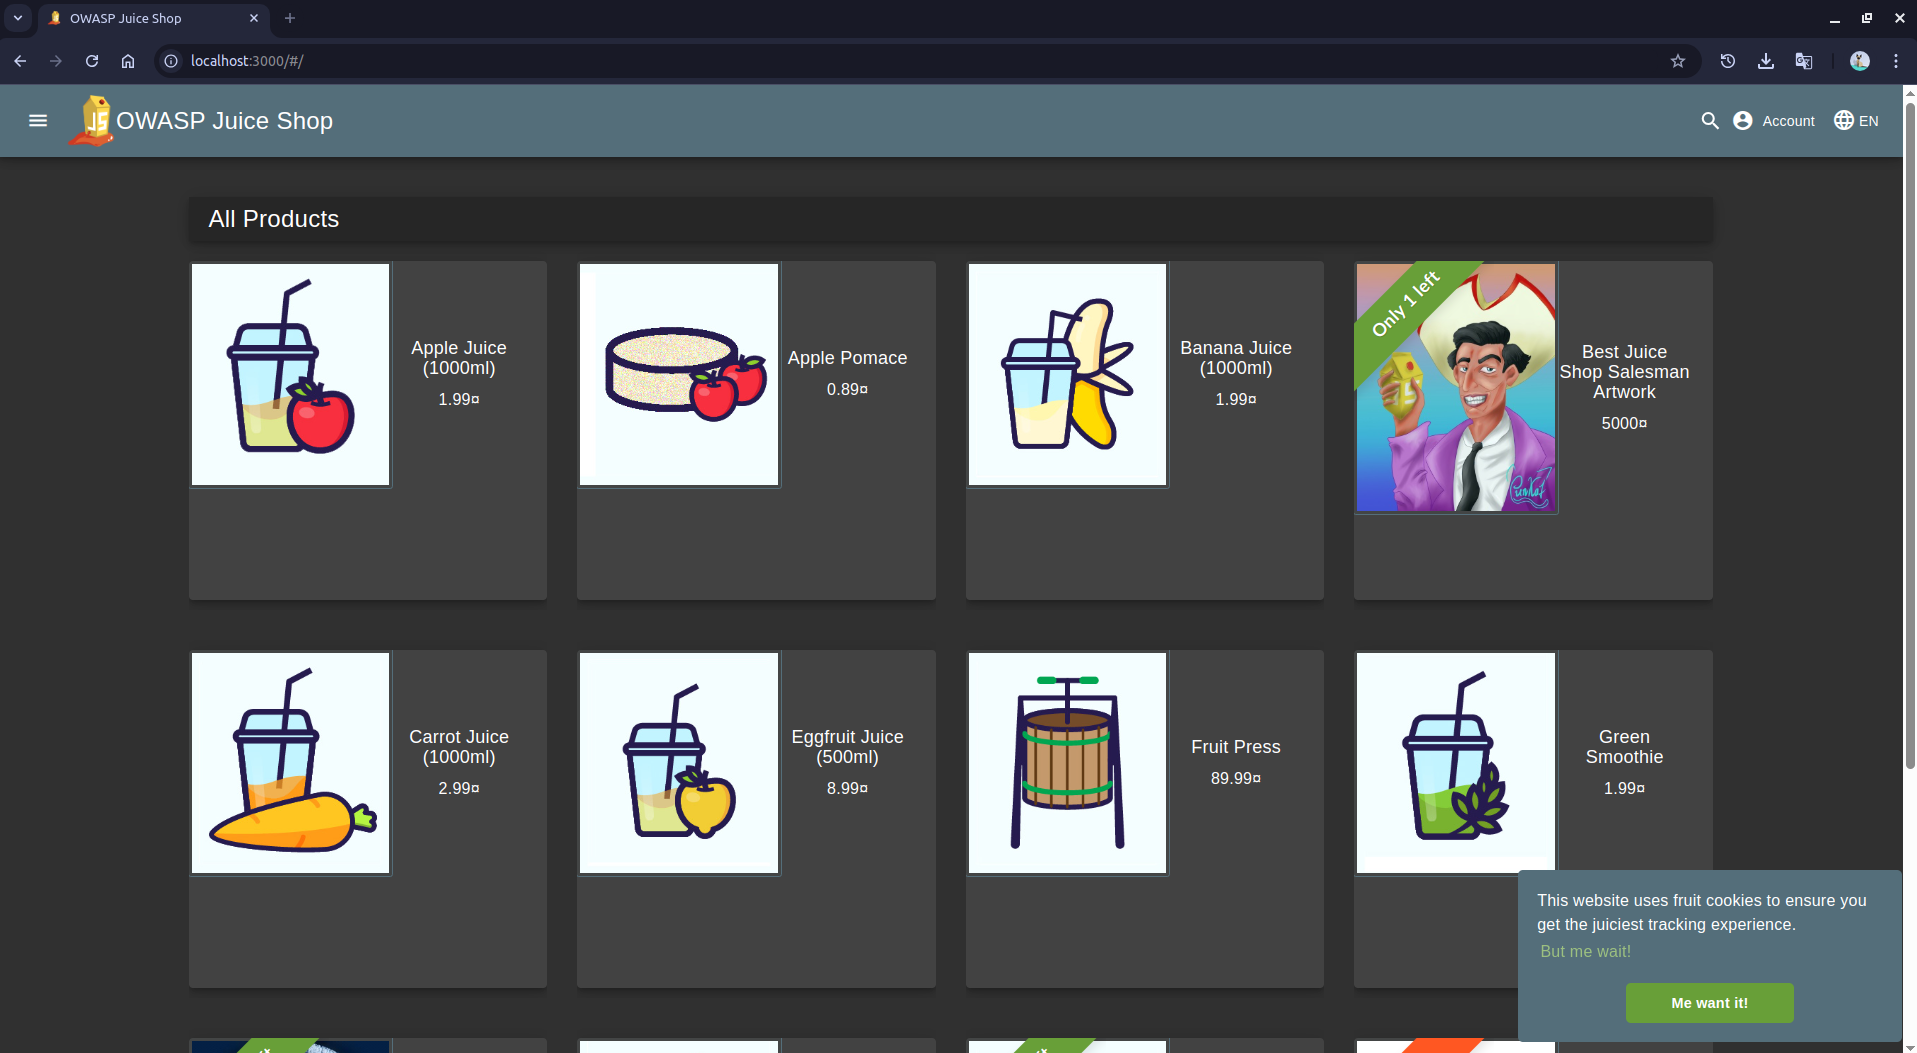 OWASP Juice Shop
localhost:3000/#/
JS
OWASP Juice Shop
Account
EN
All Products
Apple Juice
(1000ml)
1.99¤
Apple Pomace
0.89¤
Banana Juice
(1000ml)
1.99¤
Only 1 left
Best Juice
Shop Salesman
Artwork
5000¤
Carrot Juice
(1000ml)
2.99¤
Eggfruit Juice
(500ml)
8.99¤
Fruit Press
89.99¤
Green
Smoothie
1.99¤
This website uses fruit cookies to ensure you
get the juiciest tracking experience.
But me wait!
Me want it!